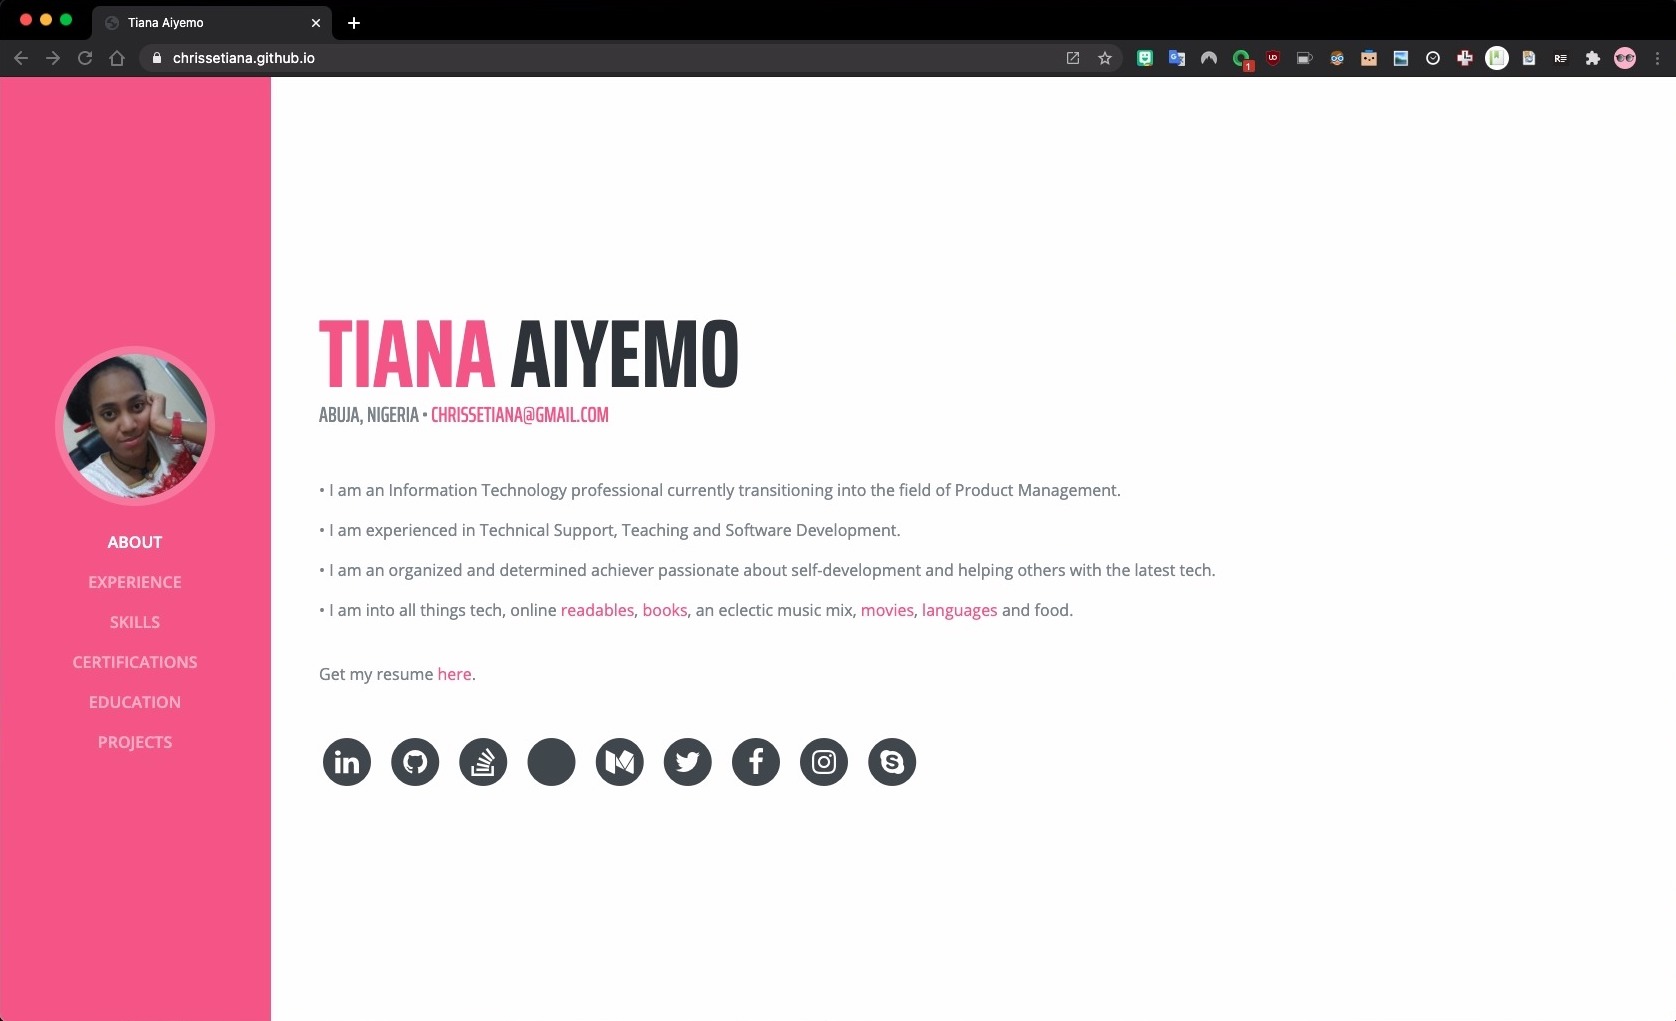 Tiana Aiyemo
chrissetiana.github.io
1
UD
RE
TIANA AIYEMO
ABUJA, NIGERIA • CHRISSETIANA@GMAIL.COM
• I am an Information Technology professional currently transitioning into the field of Product Management.
• I am experienced in Technical Support, Teaching and Software Development.
• I am an organized and determined achiever passionate about self-development and helping others with the latest tech.
• I am into all things tech, online readables, books, an eclectic music mix, movies, languages and food.
Get my resume here.
ABOUT
EXPERIENCE
SKILLS
CERTIFICATIONS
EDUCATION
PROJECTS